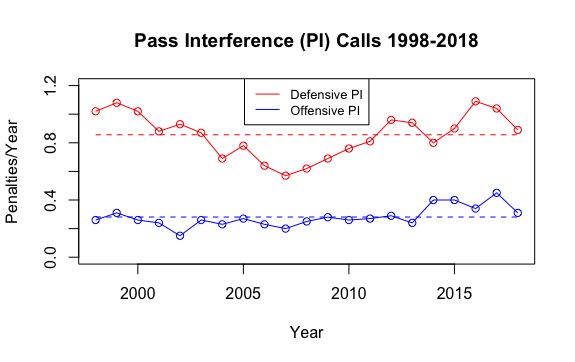 Pass Interference (PI) Calls 1998-2018
Defensive PI
Offensive PI
Penalties/Year
1.2
0.8
0.4
0.0
2000 2005 2010 2015
Year